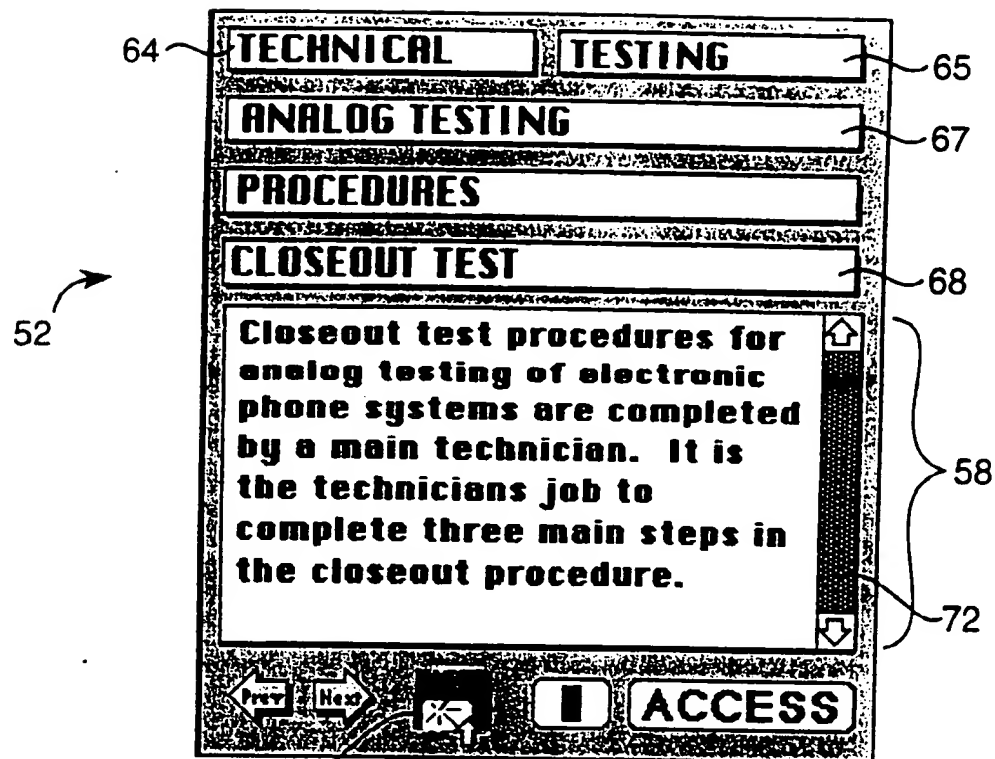 64 TECHNICAL TESTING 65
ANALOG TESTING 67
PROCEDURES
CLOSEOUT TEST 68
52
Closeout test procedures for
analog testing of electronic
phone systems are completed
by a main technician. It is
the technicians job to
complete three main steps in
the closeout procedure.
58
72
Prev Next ACCESS